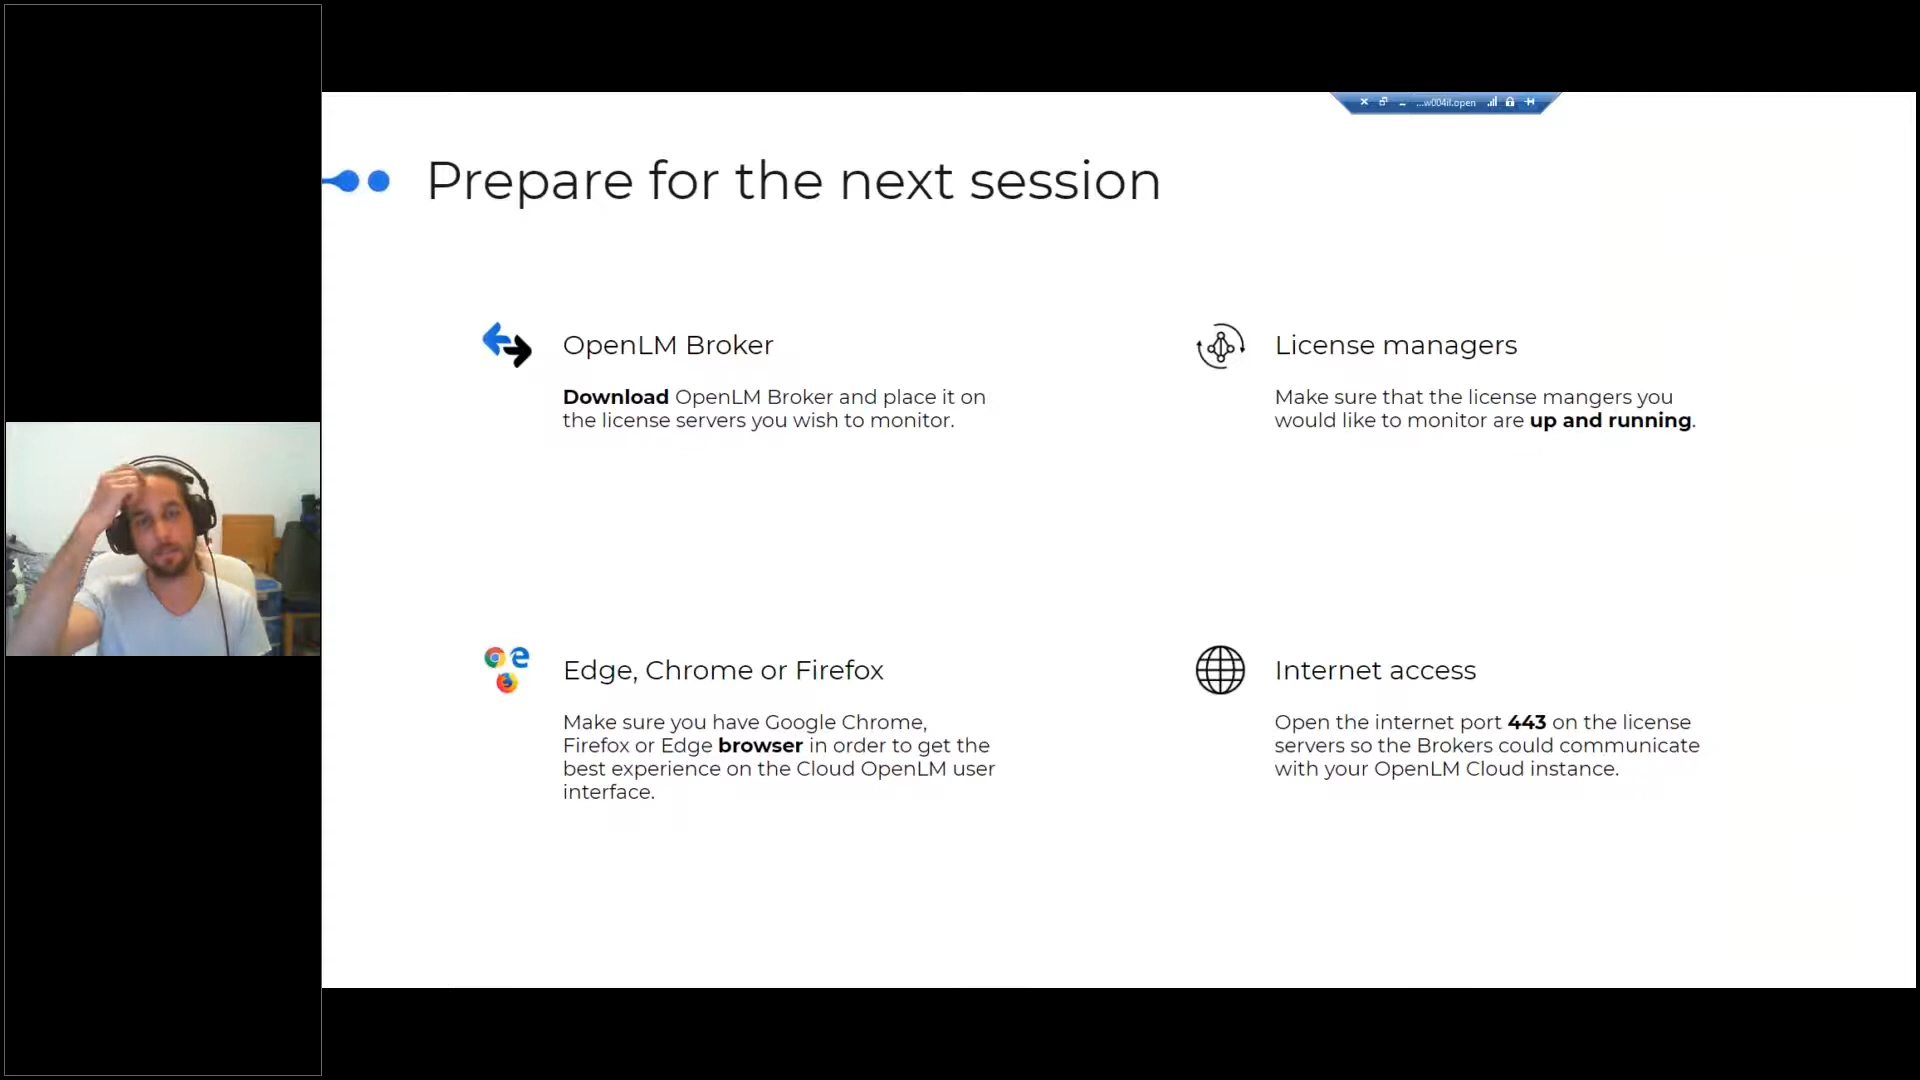 ...w004il.open
Prepare for the next session
OpenLM Broker
Download OpenLM Broker and place it on
the license servers you wish to monitor.
License managers
Make sure that the license mangers you
would like to monitor are up and running.
Edge, Chrome or Firefox
Make sure you have Google Chrome,
Firefox or Edge browser in order to get the
best experience on the Cloud OpenLM user
interface.
Internet access
Open the internet port 443 on the license
servers so the Brokers could communicate
with your OpenLM Cloud instance.